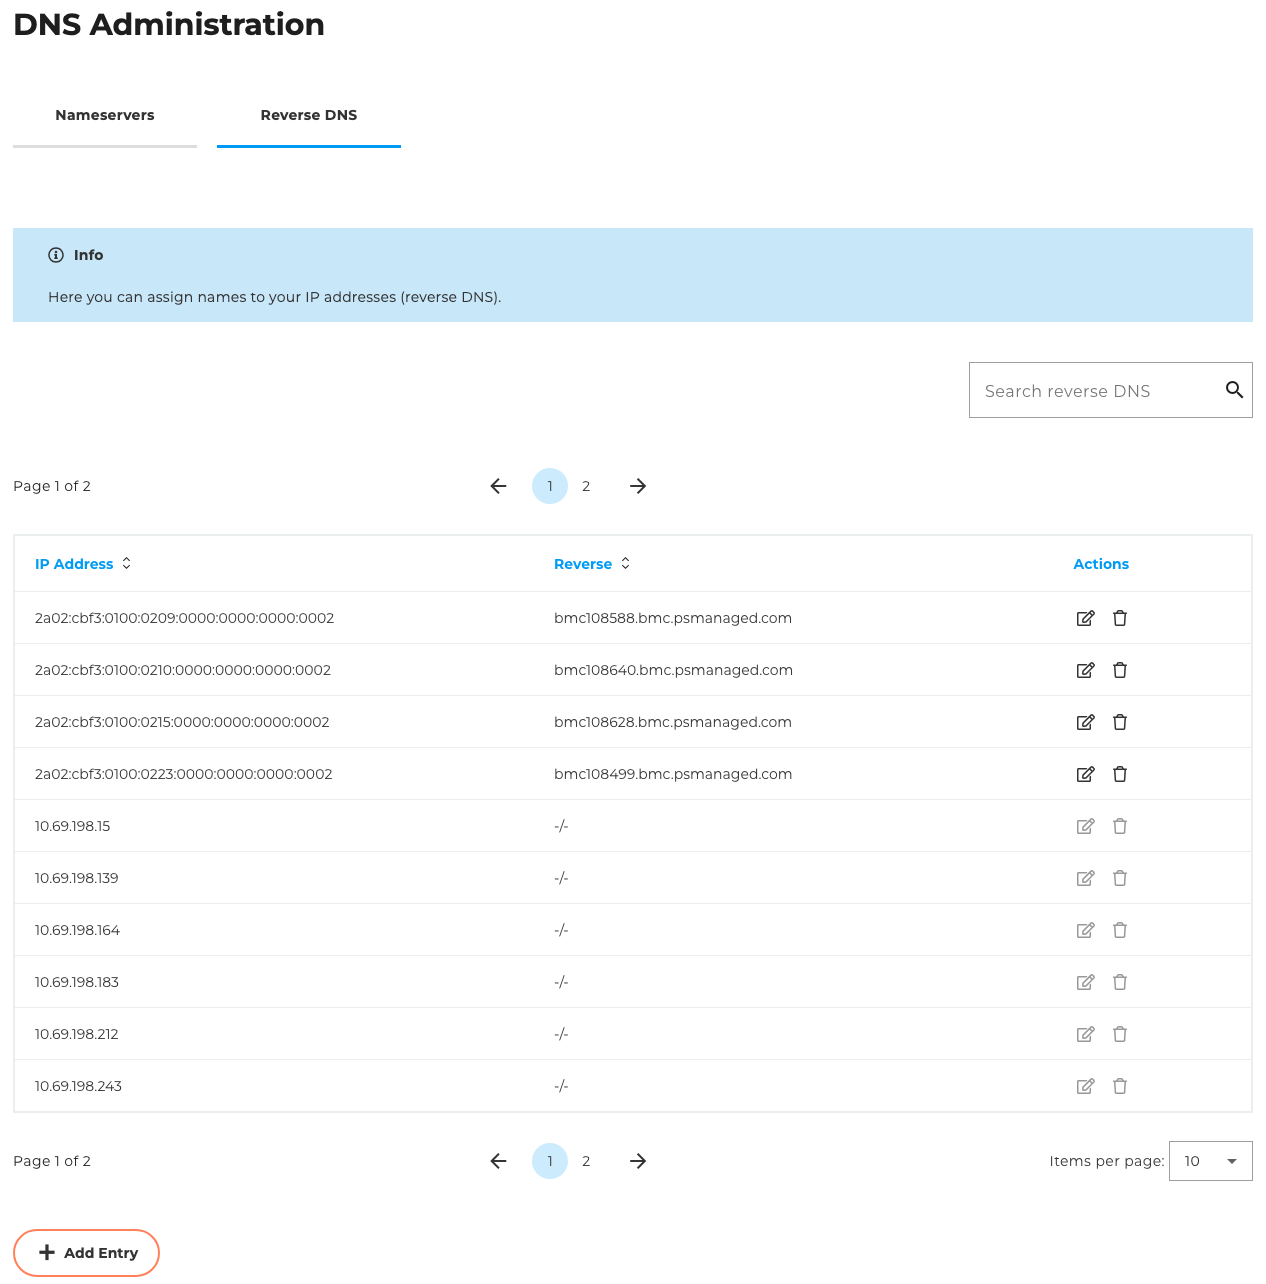 DNS Administration
Nameservers Reverse DNS
Info
Here you can assign names to your IP addresses (reverse DNS).
Search reverse DNS
Page 1 of 2 1 2
IP Address Reverse Actions
2a02:cbf3:0100:0209:0000:0000:0000:0002 bmc108588.bmc.psmanaged.com
2a02:cbf3:0100:0210:0000:0000:0000:0002 bmc108640.bmc.psmanaged.com
2a02:cbf3:0100:0215:0000:0000:0000:0002 bmc108628.bmc.psmanaged.com
2a02:cbf3:0100:0223:0000:0000:0000:0002 bmc108499.bmc.psmanaged.com
10.69.198.15 -/-
10.69.198.139 -/-
10.69.198.164 -/-
10.69.198.183 -/-
10.69.198.212 -/-
10.69.198.243 -/-
Page 1 of 2 1 2 Items per page: 10
Add Entry